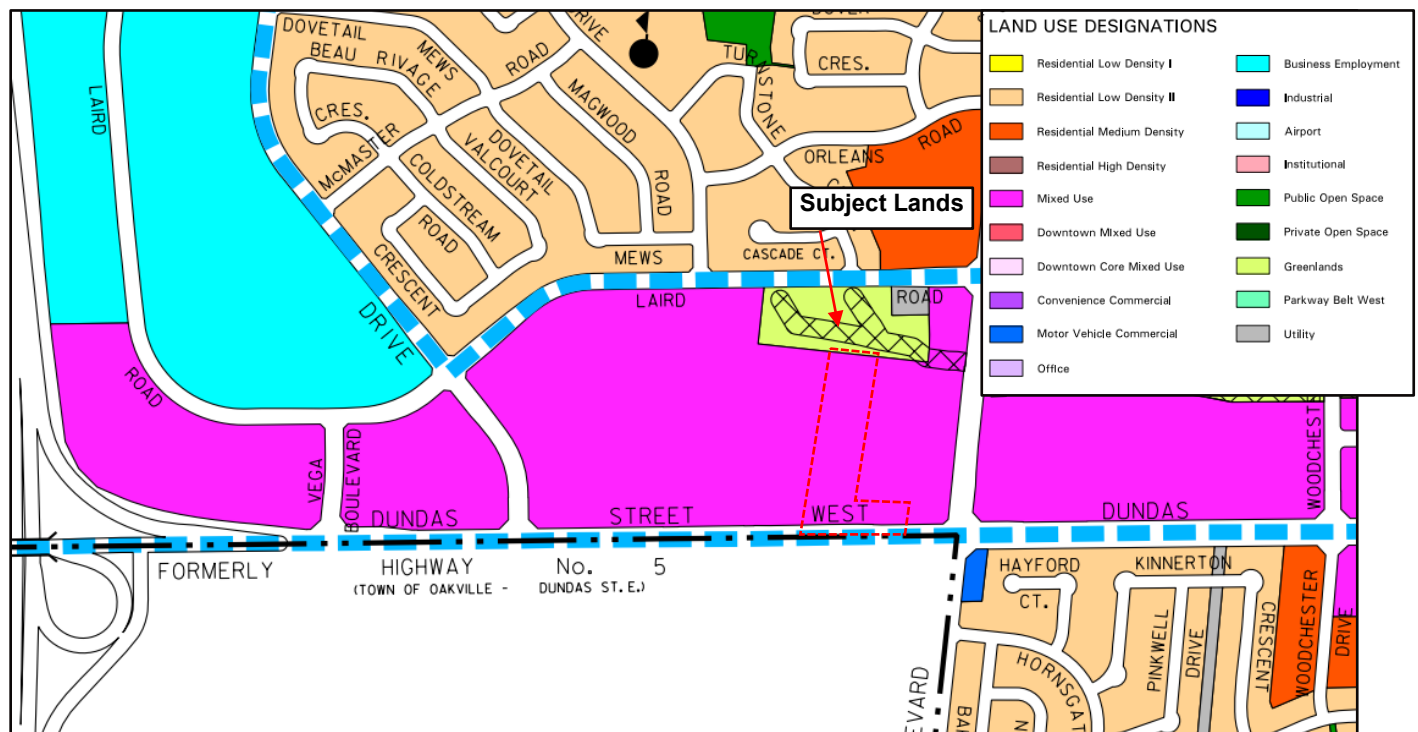 LAND USE DESIGNATIONS
Residential Low Density I
Residential Low Density II
Residential Medium Density
Residential High Density
Mixed Use
Downtown MIxed Use
Downtown Core Mixed Use
Convenience Commercial
Motor Vehicle Commercial
Office
Business Employment
Industrial
Airport
Institutional
Public Open Space
Private Open Space
Greenlands
Parkway Belt West
Utility
DOVETAIL
MEWS
BEAU RIVAGE
CRES.
McMASTER
ROAD
DRIVE
LAIRD
MAGWOOD
ROAD
DOVETAIL
VALCOURT
COLDSTREAM
ROAD
CRESCENT
MEWS
TURNSTONE
CRES.
ORLEANS
ROAD
Subject Lands
CASCADE CT.
LAIRD
ROAD
DRIVE
ROAD
VEGA
BOULEVARD
DUNDAS
STREET
WEST
DUNDAS
WOODCHEST
FORMERLY
HIGHWAY
No.
5
(TOWN OF OAKVILLE -
DUNDAS ST.E.)
HAYFORD
CT.
KINNERTON
CRESCENT
PINKWELL
DRIVE
WOODCHESTER
DRIVE
HORNSGAT
EVARD
BA
N